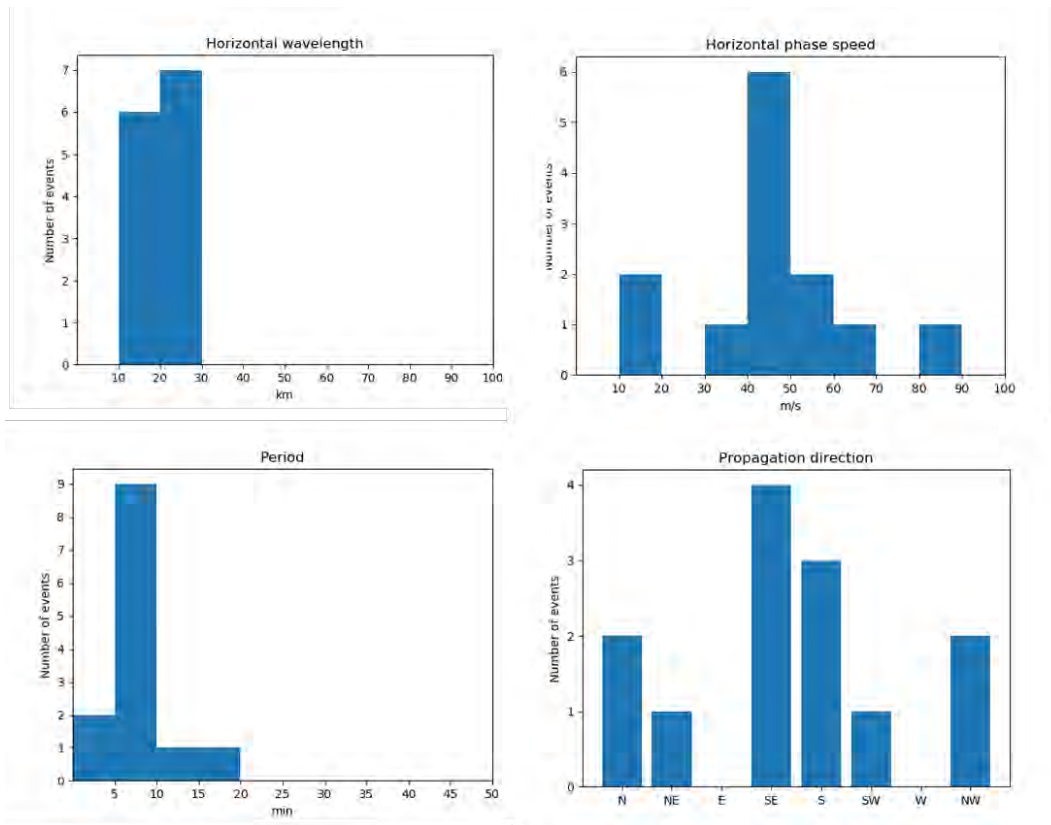 Horizontal wavelength
7
6
5
4
3
2
1
0
Number of events
10 20 30 40 50 60 70 80 90 100
km
Horizontal phase speed
6
5
4
3
2
1
0
Number of events
10 20 30 40 50 60 70 80 90 100
m/s
Period
9
8
7
6
5
4
3
2
1
0
Number of events
5 10 15 20 25 30 35 40 45 50
min
Propagation direction
4
3
2
1
0
Number of events
N NE E SE S SW W NW